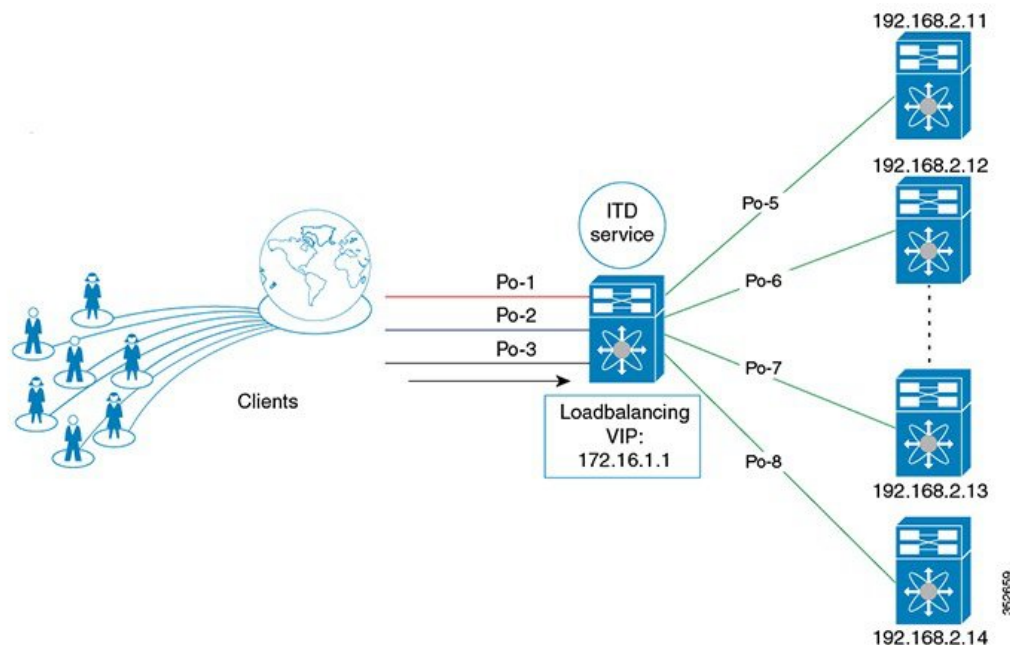 192.168.2.11
192.168.2.12
Po-5
ITD
service
Po-6
Po-1
Po-2
Po-3
Po-7
Clients
Loadbalancing
VIP:
172.16.1.1
Po-8
192.168.2.13
192.168.2.14
352659